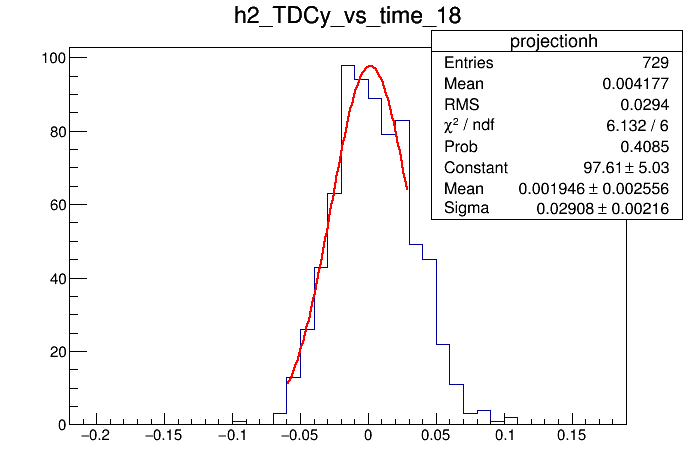 h2_TDCy_vs_time_18
projectionh
Entries 729
Mean 0.004177
RMS 0.0294
χ² / ndf 6.132 / 6
Prob 0.4085
Constant 97.61 ± 5.03
Mean 0.001946 ± 0.002556
Sigma 0.02908 ± 0.00216
100
80
60
40
20
0
−0.2 −0.15 −0.1 −0.05 0 0.05 0.1 0.15